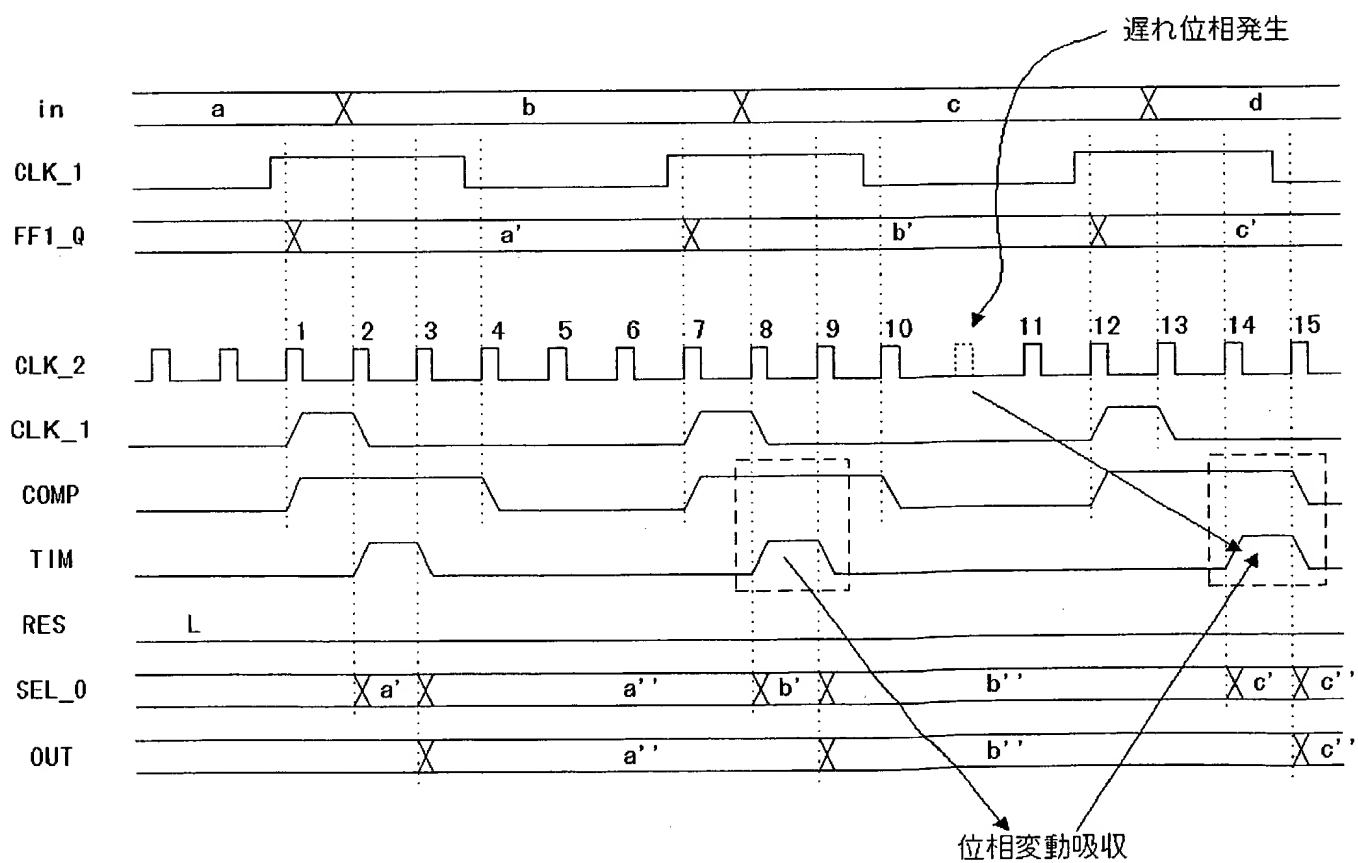 遅れ位相発生
in a b c d
CLK_1
FF1_Q a' b' c'
1 2 3 4 5 6 7 8 9 10 11 12 13 14 15
CLK_2
CLK_1
COMP
TIM
RES L
SEL_0 a' a'' b' b'' c' c''
OUT a'' b'' c''
位相変動吸収